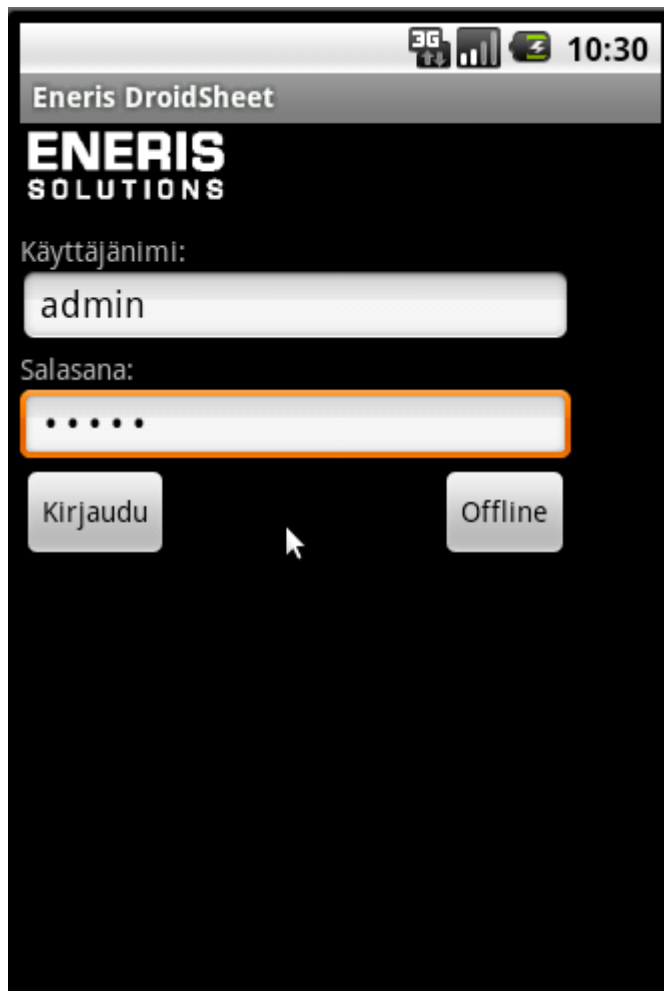 3G 10:30
Eneris DroidSheet
ENERIS
SOLUTIONS
Käyttäjänimi:
admin
Salasana:
•••••
Kirjaudu Offline